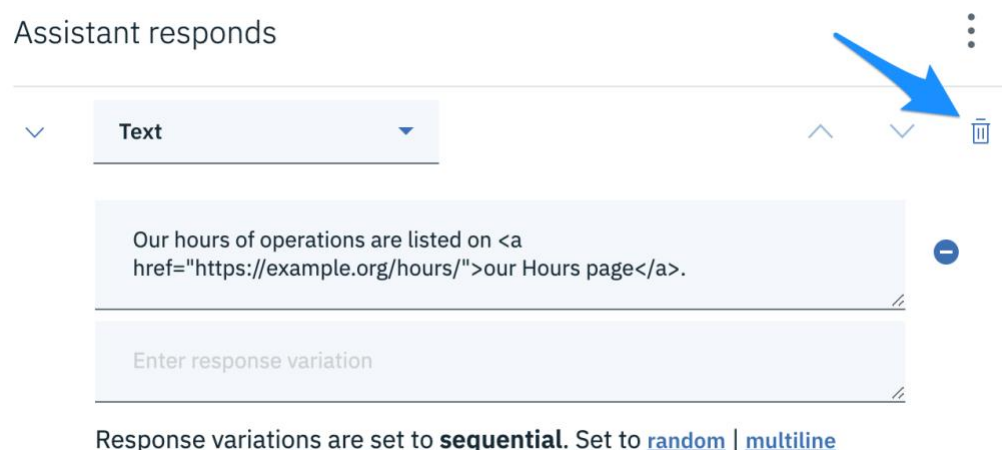 Assistant responds
Text
Our hours of operations are listed on <a
href="https://example.org/hours/">our Hours page</a>.
Enter response variation
Response variations are set to sequential. Set to random | multiline